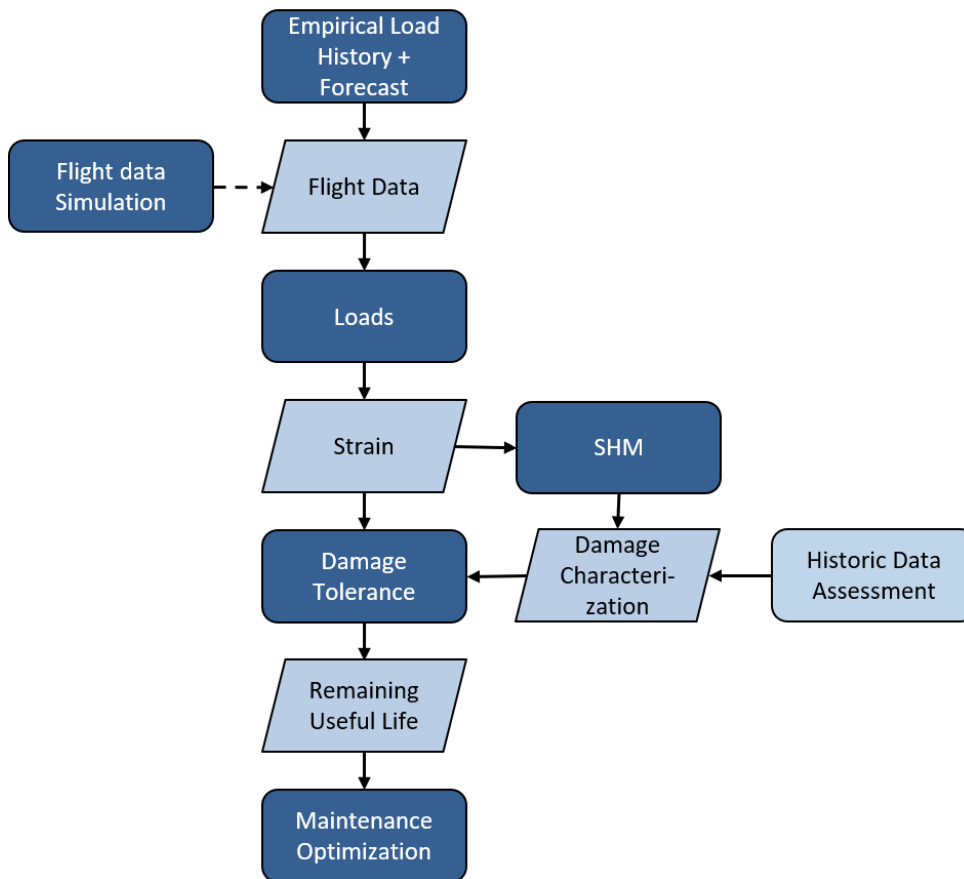 Empirical Load
History +
Forecast
Flight data
Simulation
Flight Data
Loads
Strain
SHM
Damage
Tolerance
Damage
Characteri-
zation
Historic Data
Assessment
Remaining
Useful Life
Maintenance
Optimization